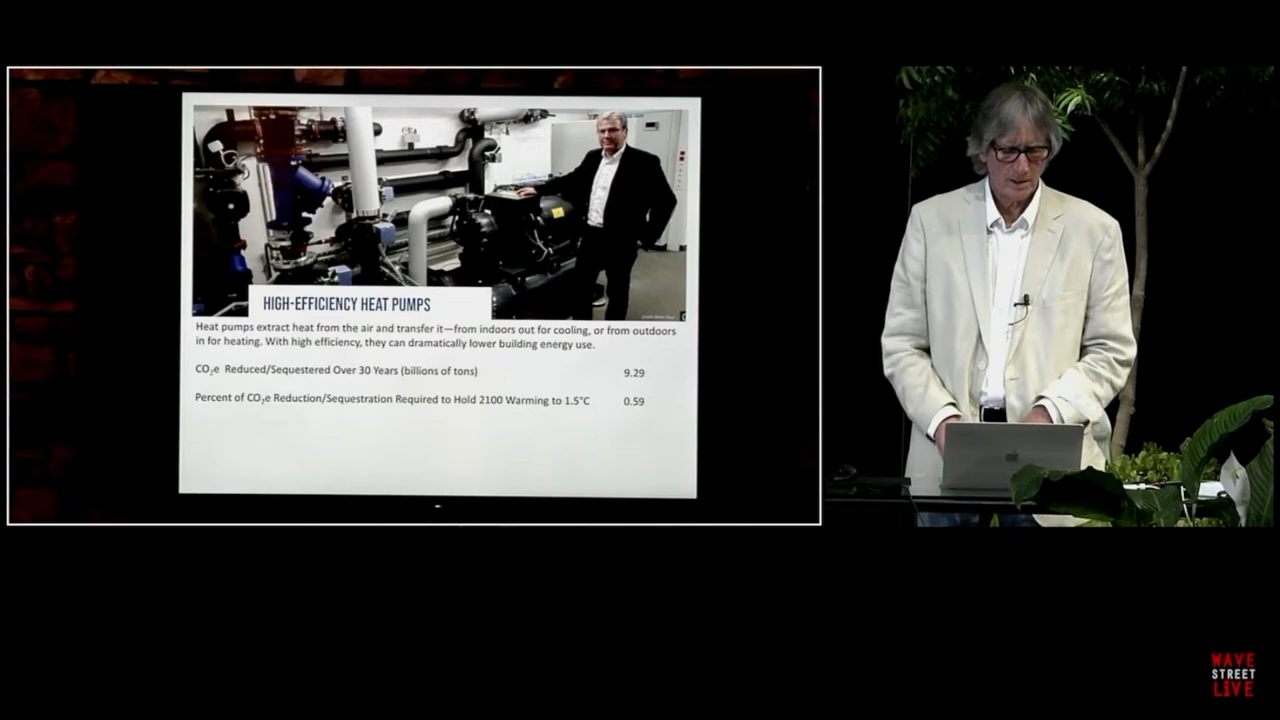 HIGH-EFFICIENCY HEAT PUMPS
Heat pumps extract heat from the air and transfer it—from indoors out for cooling, or from outdoors
in for heating. With high efficiency, they can dramatically lower building energy use.
CO₂e Reduced/Sequestered Over 30 Years (billions of tons) 9.29
Percent of CO₂e Reduction/Sequestration Required to Hold 2100 Warming to 1.5°C 0.59
WAVE
STREET
LIVE